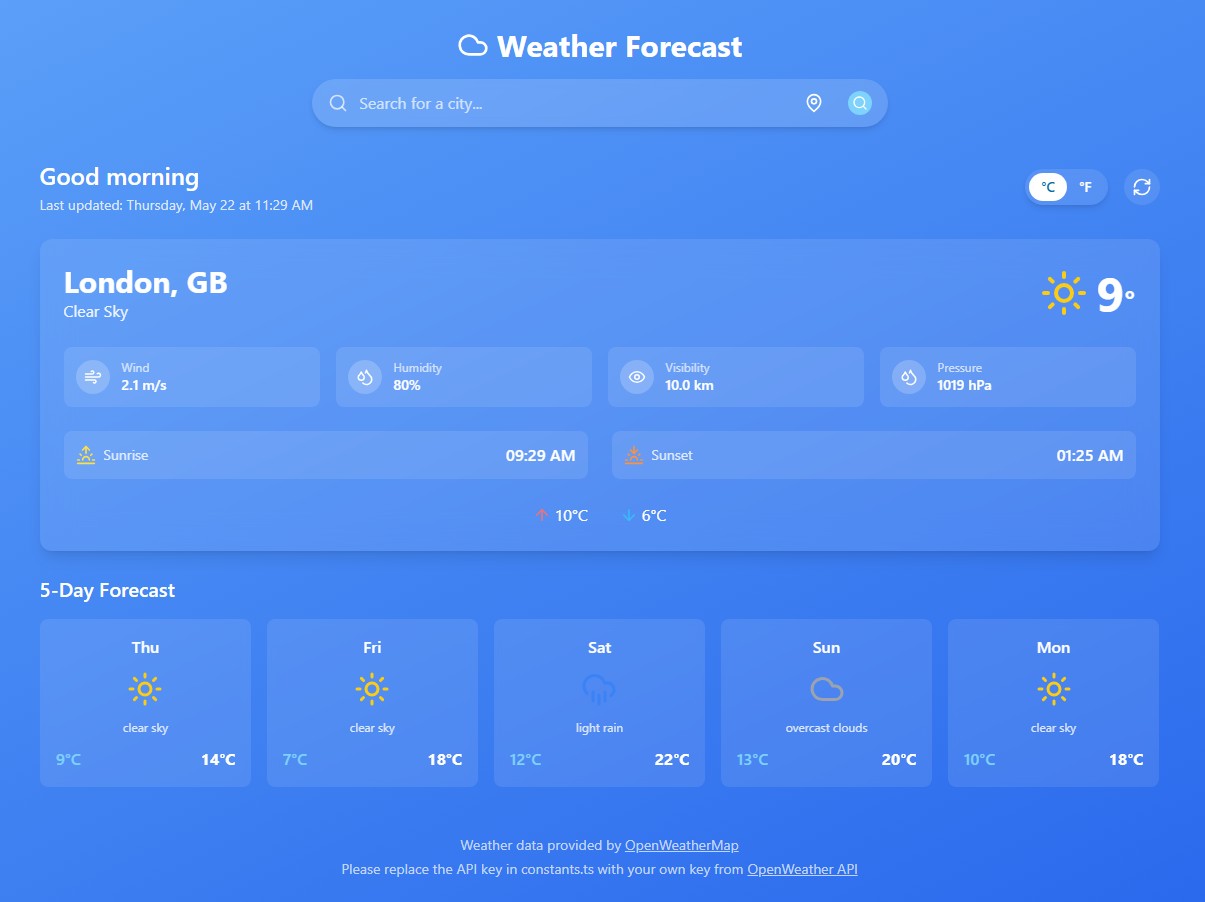 Weather Forecast
Search for a city...
Good morning
Last updated: Thursday, May 22 at 11:29 AM
°C °F
London, GB
Clear Sky
9°
Wind
2.1 m/s
Humidity
80%
Visibility
10.0 km
Pressure
1019 hPa
Sunrise 09:29 AM
Sunset 01:25 AM
10°C 6°C
5-Day Forecast
Thu
clear sky
9°C 14°C
Fri
clear sky
7°C 18°C
Sat
light rain
12°C 22°C
Sun
overcast clouds
13°C 20°C
Mon
clear sky
10°C 18°C
Weather data provided by OpenWeatherMap
Please replace the API key in constants.ts with your own key from OpenWeather API